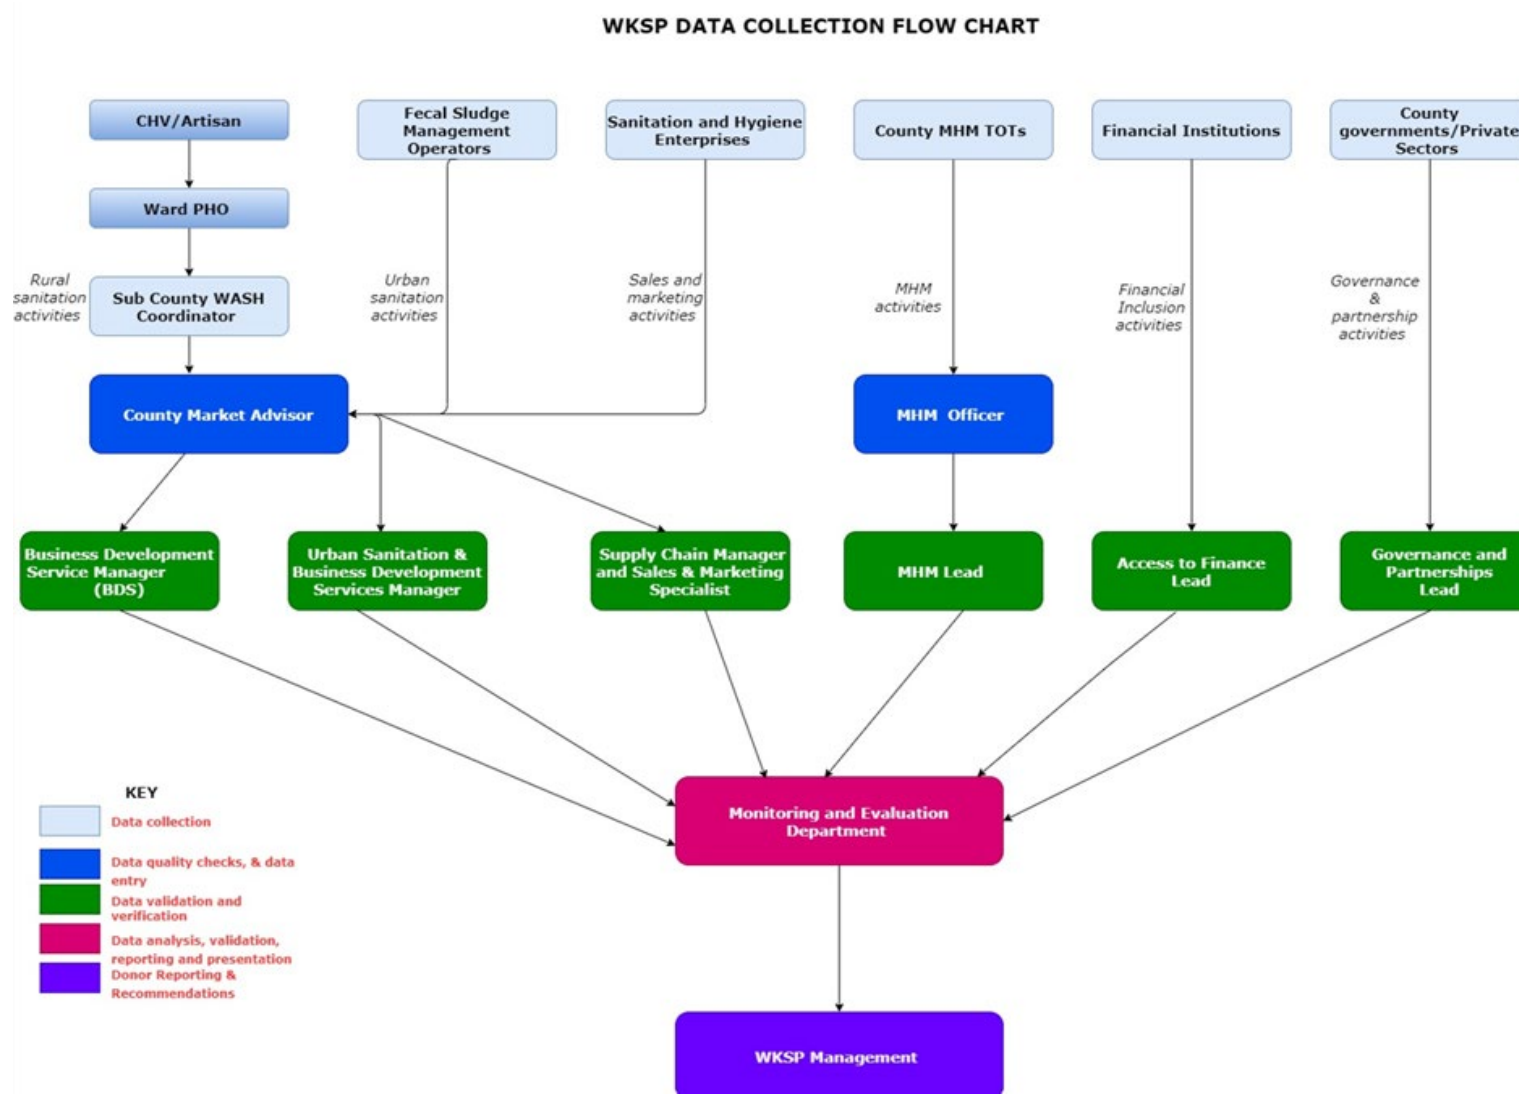 WKSP DATA COLLECTION FLOW CHART
CHV/Artisan
Fecal Sludge
Management
Operators
Sanitation and Hygiene
Enterprises
County MHM TOTs
Financial Institutions
County
governments/Private
Sectors
Ward PHO
Rural
sanitation
activities
Sub County WASH
Coordinator
Urban
sanitation
activities
Sales and
marketing
activities
MHM
activities
Financial
Inclusion
activities
Governance
&
partnership
activities
County Market Advisor
MHM Officer
Business Development
Service Manager
(BDS)
Urban Sanitation &
Business Development
Services Manager
Supply Chain Manager
and Sales & Marketing
Specialist
MHM Lead
Access to Finance
Lead
Governance and
Partnerships
Lead
Monitoring and Evaluation
Department
KEY
Data collection
Data quality checks, & data
entry
Data validation and
verification
Data analysis, validation,
reporting and presentation
Donor Reporting &
Recommendations
WKSP Management